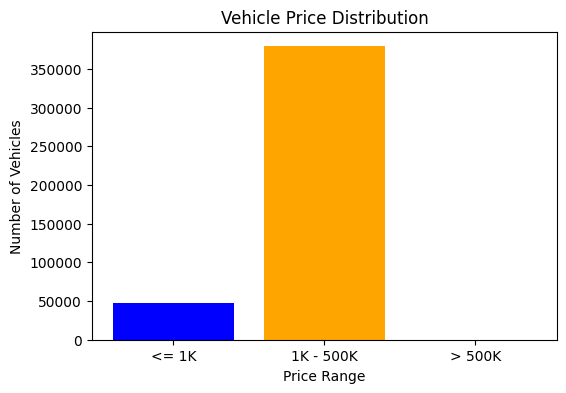 Vehicle Price Distribution
Number of Vehicles
350000
300000
250000
200000
150000
100000
50000
0
<= 1K
1K - 500K
> 500K
Price Range